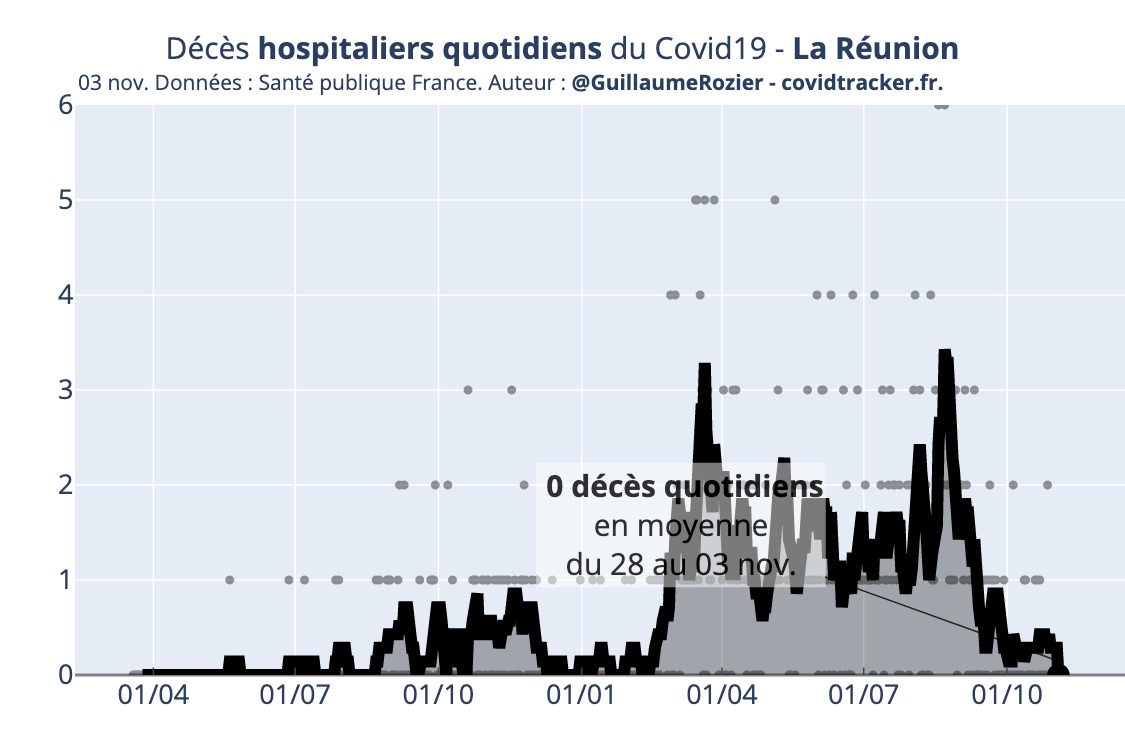 Décès hospitaliers quotidiens du Covid19 - La Réunion
03 nov. Données : Santé publique France. Auteur : @GuillaumeRozier - covidtracker.fr.
6
5
4
3
2
1
0
0 décès quotidiens
en moyenne
du 28 au 03 nov.
01/04 01/07 01/10 01/01 01/04 01/07 01/10